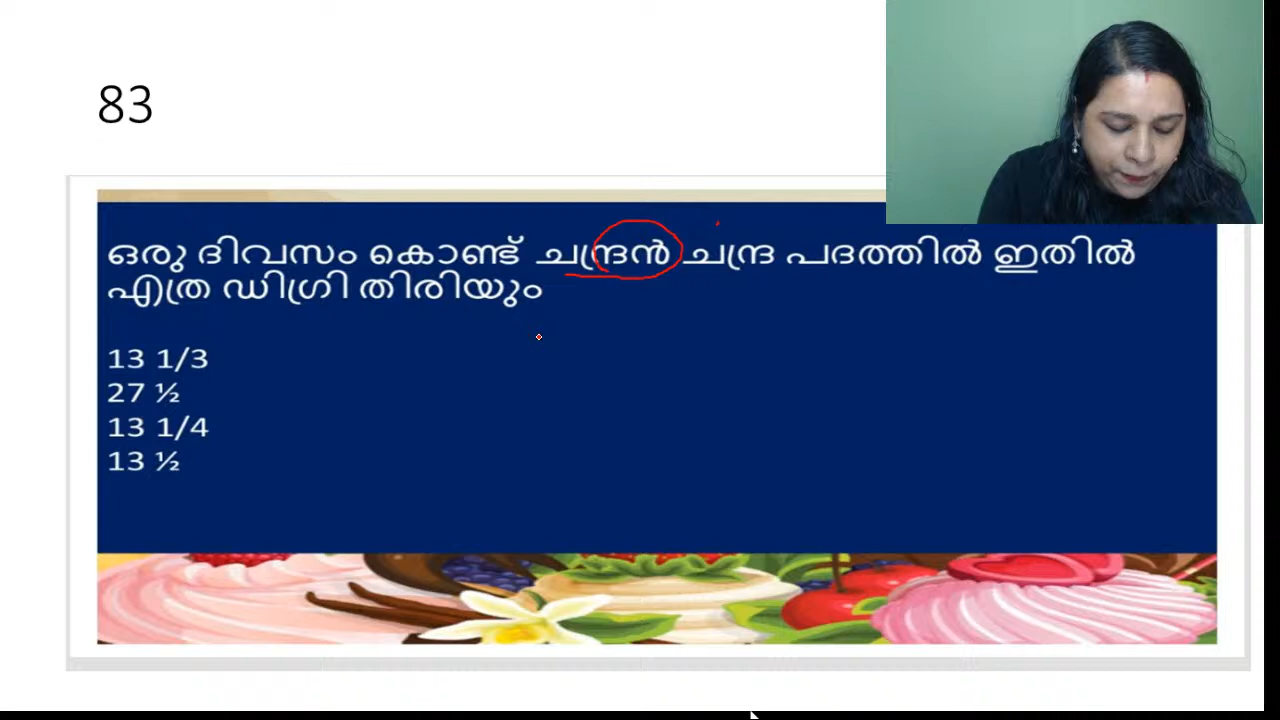 83
ഒരു ദിവസം കൊണ്ട് ചന്ദ്രൻ ചന്ദ്ര പദത്തിൽ ഇതിൽ
എത്ര ഡിഗ്രി തിരിയും
13 1/3
27 ½
13 1/4
13 ½